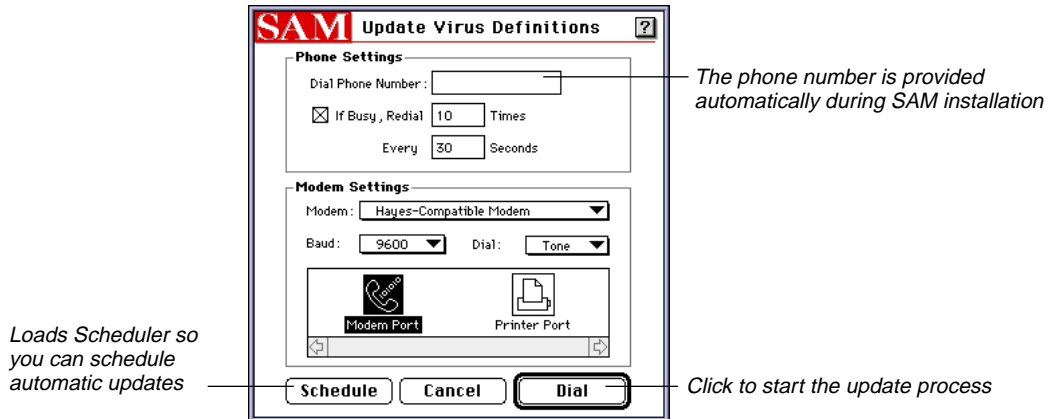 SAM Update Virus Definitions ?
Phone Settings
Dial Phone Number :
The phone number is provided
automatically during SAM installation
If Busy, Redial 10 Times
Every 30 Seconds
Modem Settings
Modem: Hayes-Compatible Modem
Baud: 9600 Dial: Tone
Modem Port Printer Port
Loads Scheduler so
you can schedule
automatic updates
Schedule Cancel Dial
Click to start the update process